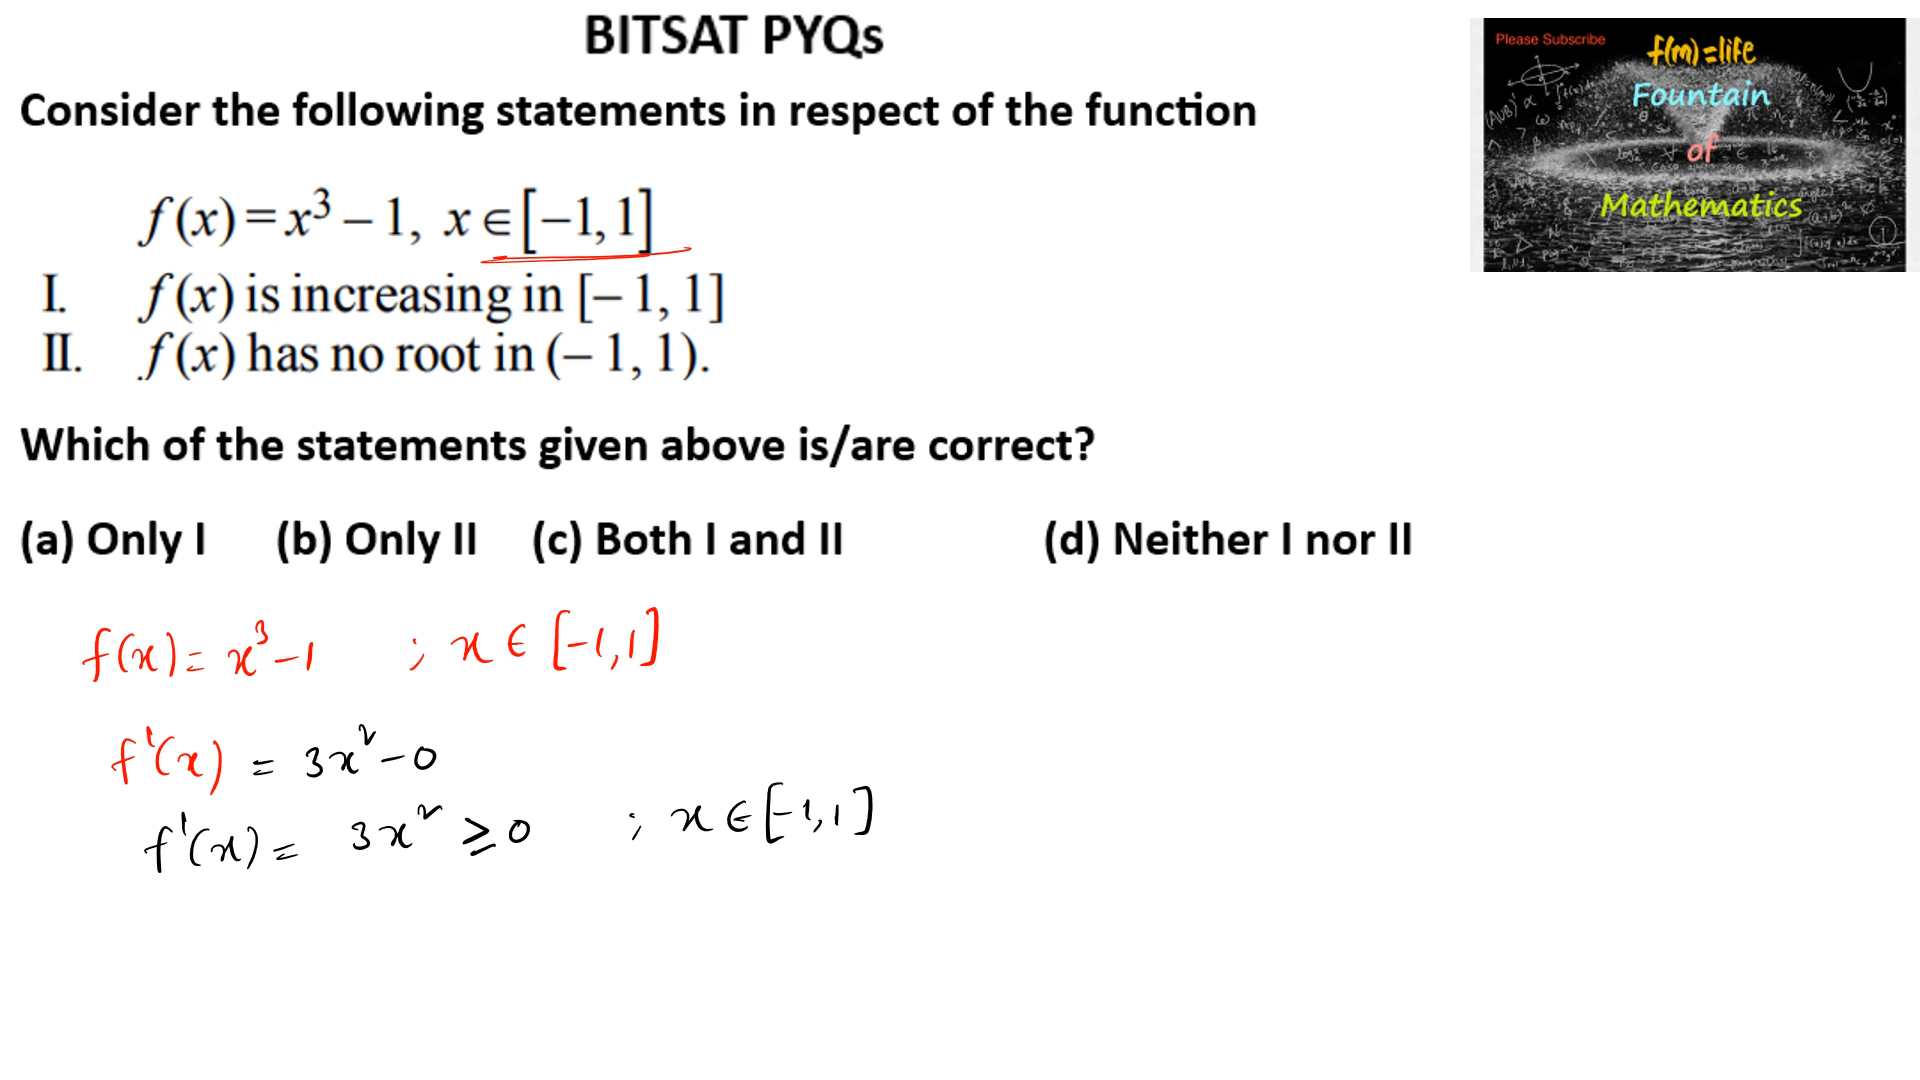 BITSAT PYQs
Please Subscribe
f(m)=life
Fountain
of
Mathematics
Consider the following statements in respect of the function
f(x)=x³–1, x∈[–1,1]
I. f(x) is increasing in [– 1, 1]
II. f(x) has no root in (– 1, 1).
Which of the statements given above is/are correct?
(a) Only I (b) Only II (c) Both I and II (d) Neither I nor II
f(x)= x³-1 ; x ∈ [-1,1]
f'(x) = 3x²-0
f'(x)= 3x² ≥ 0 ; x ∈ [-1,1]